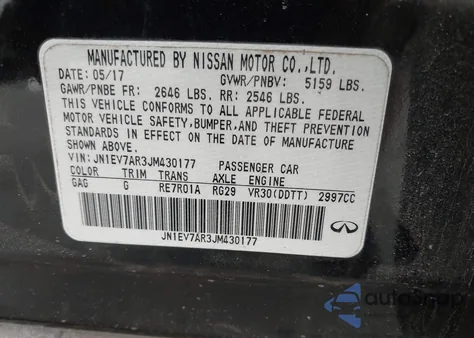 MANUFACTURED BY NISSAN MOTOR CO.,LTD.
DATE: 05/17 GVWR/PNBV: 5159 LBS.
GAWR/PNBE FR: 2646 LBS. RR: 2546 LBS.
THIS VEHICLE CONFORMS TO ALL APPLICABLE FEDERAL
MOTOR VEHICLE SAFETY,BUMPER,AND THEFT PREVENTION
STANDARDS IN EFFECT ON THE DATE OF MANUFACTURE
SHOWN ABOVE.
VIN: JN1EV7AR3JM430177 PASSENGER CAR
COLOR TRIM TRANS AXLE ENGINE
GAG G RE7R01A RG29 VR30(DDTT) 2997CC
JN1EV7AR3JM430177
autosnap